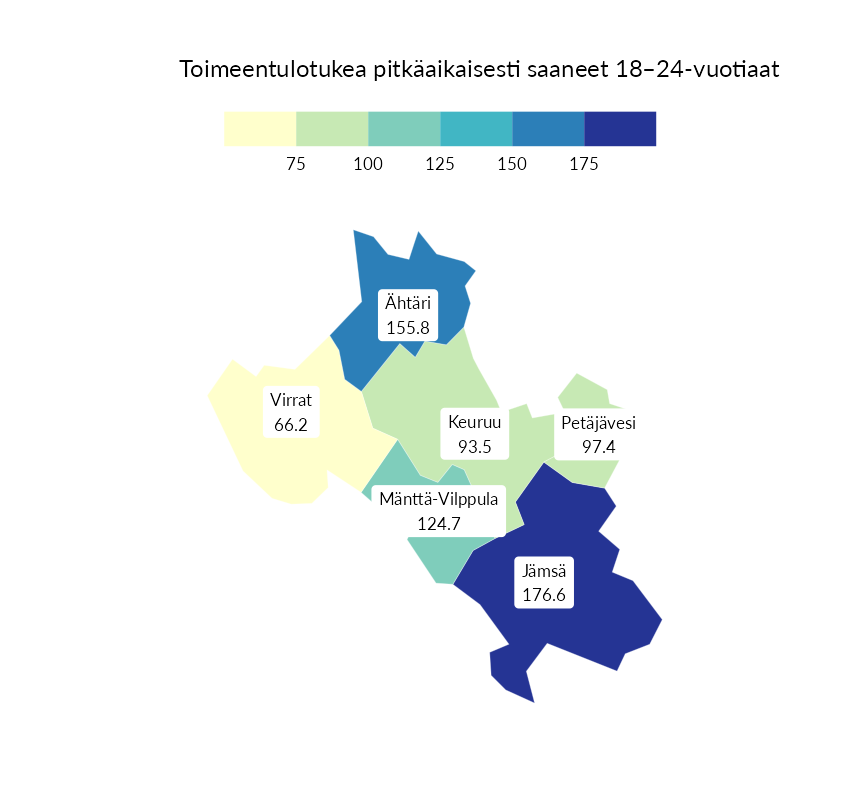 Toimeentulotukea pitkäaikaisesti saaneet 18–24-vuotiaat
75 100 125 150 175
Ähtäri
155.8
Virrat
66.2
Keuruu
93.5
Petäjävesi
97.4
Mänttä-Vilppula
124.7
Jämsä
176.6